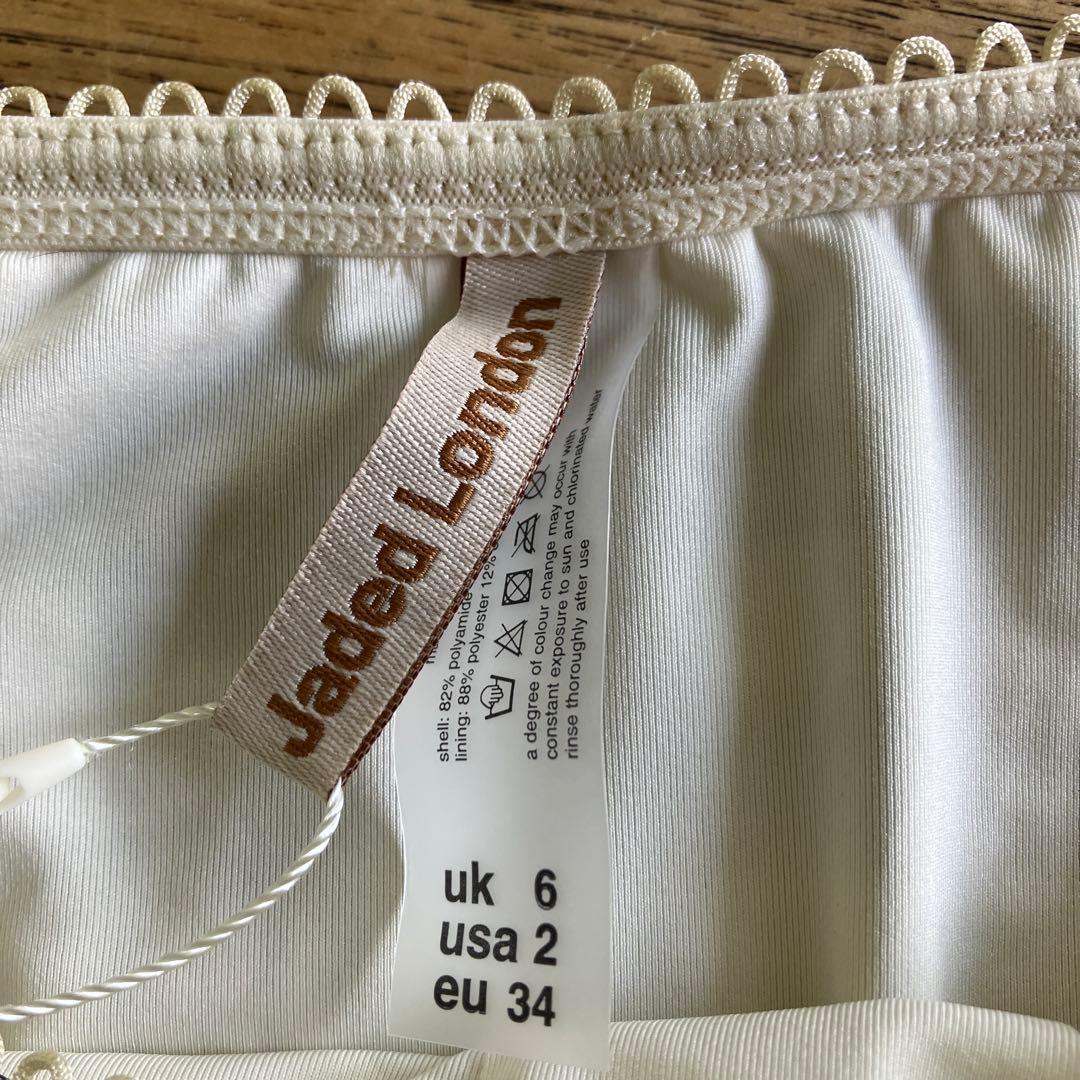 Jaded London
shell: 82% polyamide
lining: 88% polyester 12%
a degree of colour change may occur with
constant exposure to sun and chlorinated water
rinse thoroughly after use
uk 6
usa 2
eu 34